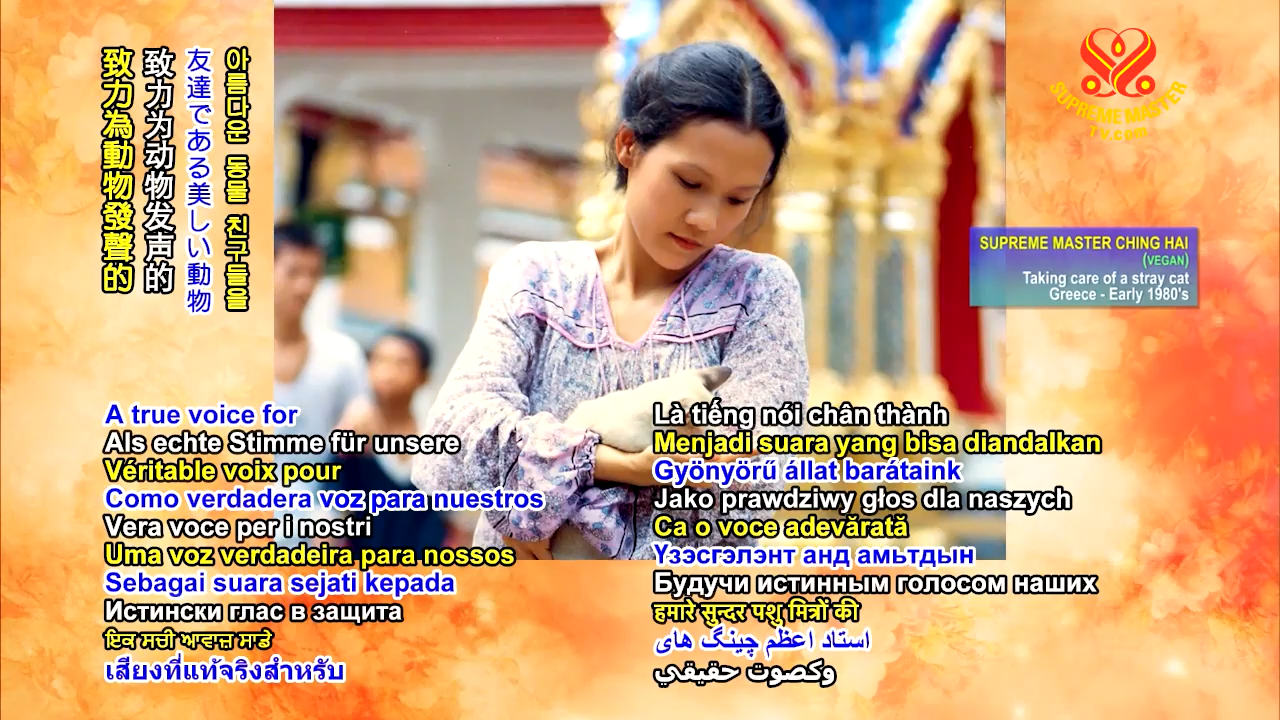 致力為動物發聲的
致力为动物发声的
友達である美しい動物
아름다운 동물 친구들을
SUPREME MASTER
TV.com
SUPREME MASTER CHING HAI
(VEGAN)
Taking care of a stray cat
Greece - Early 1980's
A true voice for
Als echte Stimme für unsere
Véritable voix pour
Como verdadera voz para nuestros
Vera voce per i nostri
Uma voz verdadeira para nossos
Sebagai suara sejati kepada
Истински глас в защита
ਇਕ ਸਚੀ ਆਵਾਜ਼ ਸਾਡੇ
เสียงที่แท้จริงสำหรับ
Là tiếng nói chân thành
Menjadi suara yang bisa diandalkan
Gyönyörű állat barátaink
Jako prawdziwy głos dla naszych
Ca o voce adevărată
Үзэсгэлэнт анд амьтдын
Будучи истинным голосом наших
हमारे सुन्दर पशु मित्रों की
استاد اعظم چینگ های
وكصوت حقيقي